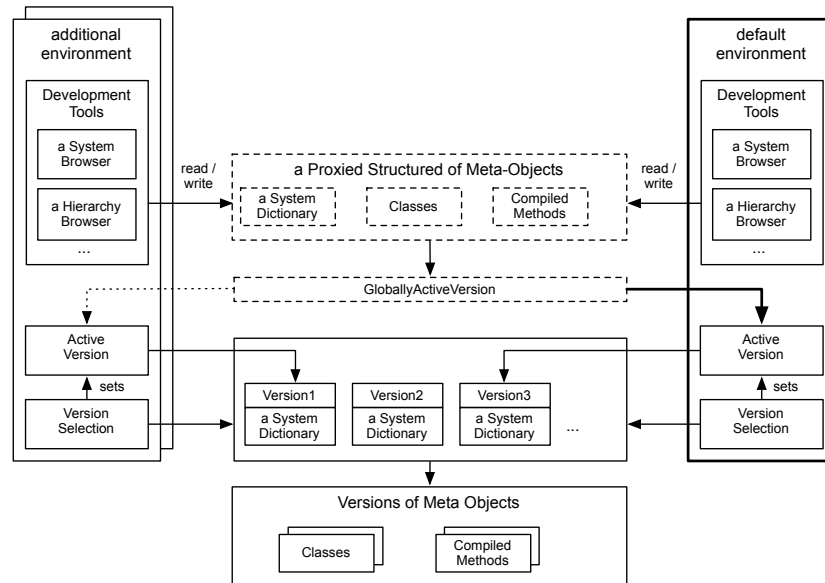 additional
environment
Development
Tools
a System
Browser
a Hierarchy
Browser
...
read /
write
a Proxied Structured of Meta-Objects
a System
Dictionary
Classes
Compiled
Methods
read /
write
default
environment
Development
Tools
a System
Browser
a Hierarchy
Browser
...
GloballyActiveVersion
Active
Version
sets
Version
Selection
Version1
a System
Dictionary
Version2
a System
Dictionary
Version3
a System
Dictionary
...
Active
Version
sets
Version
Selection
Versions of Meta Objects
Classes
Compiled
Methods